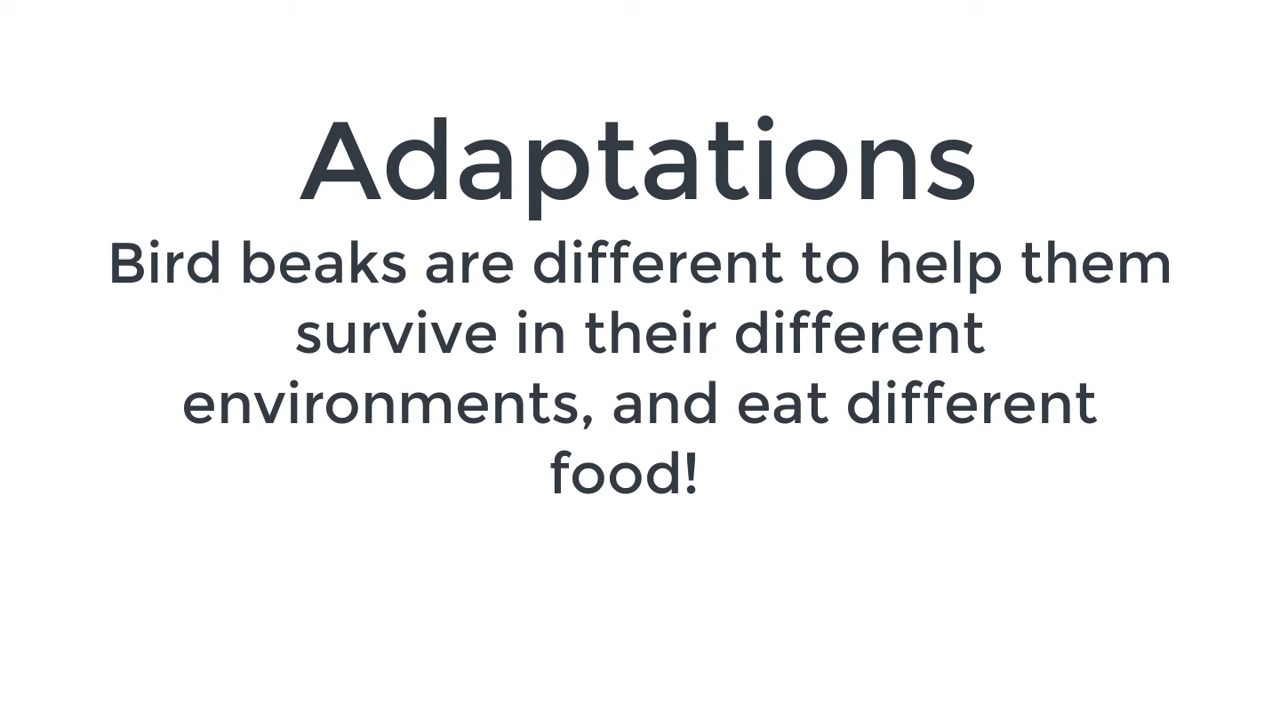 Adaptations
Bird beaks are different to help them
survive in their different
environments, and eat different
food!